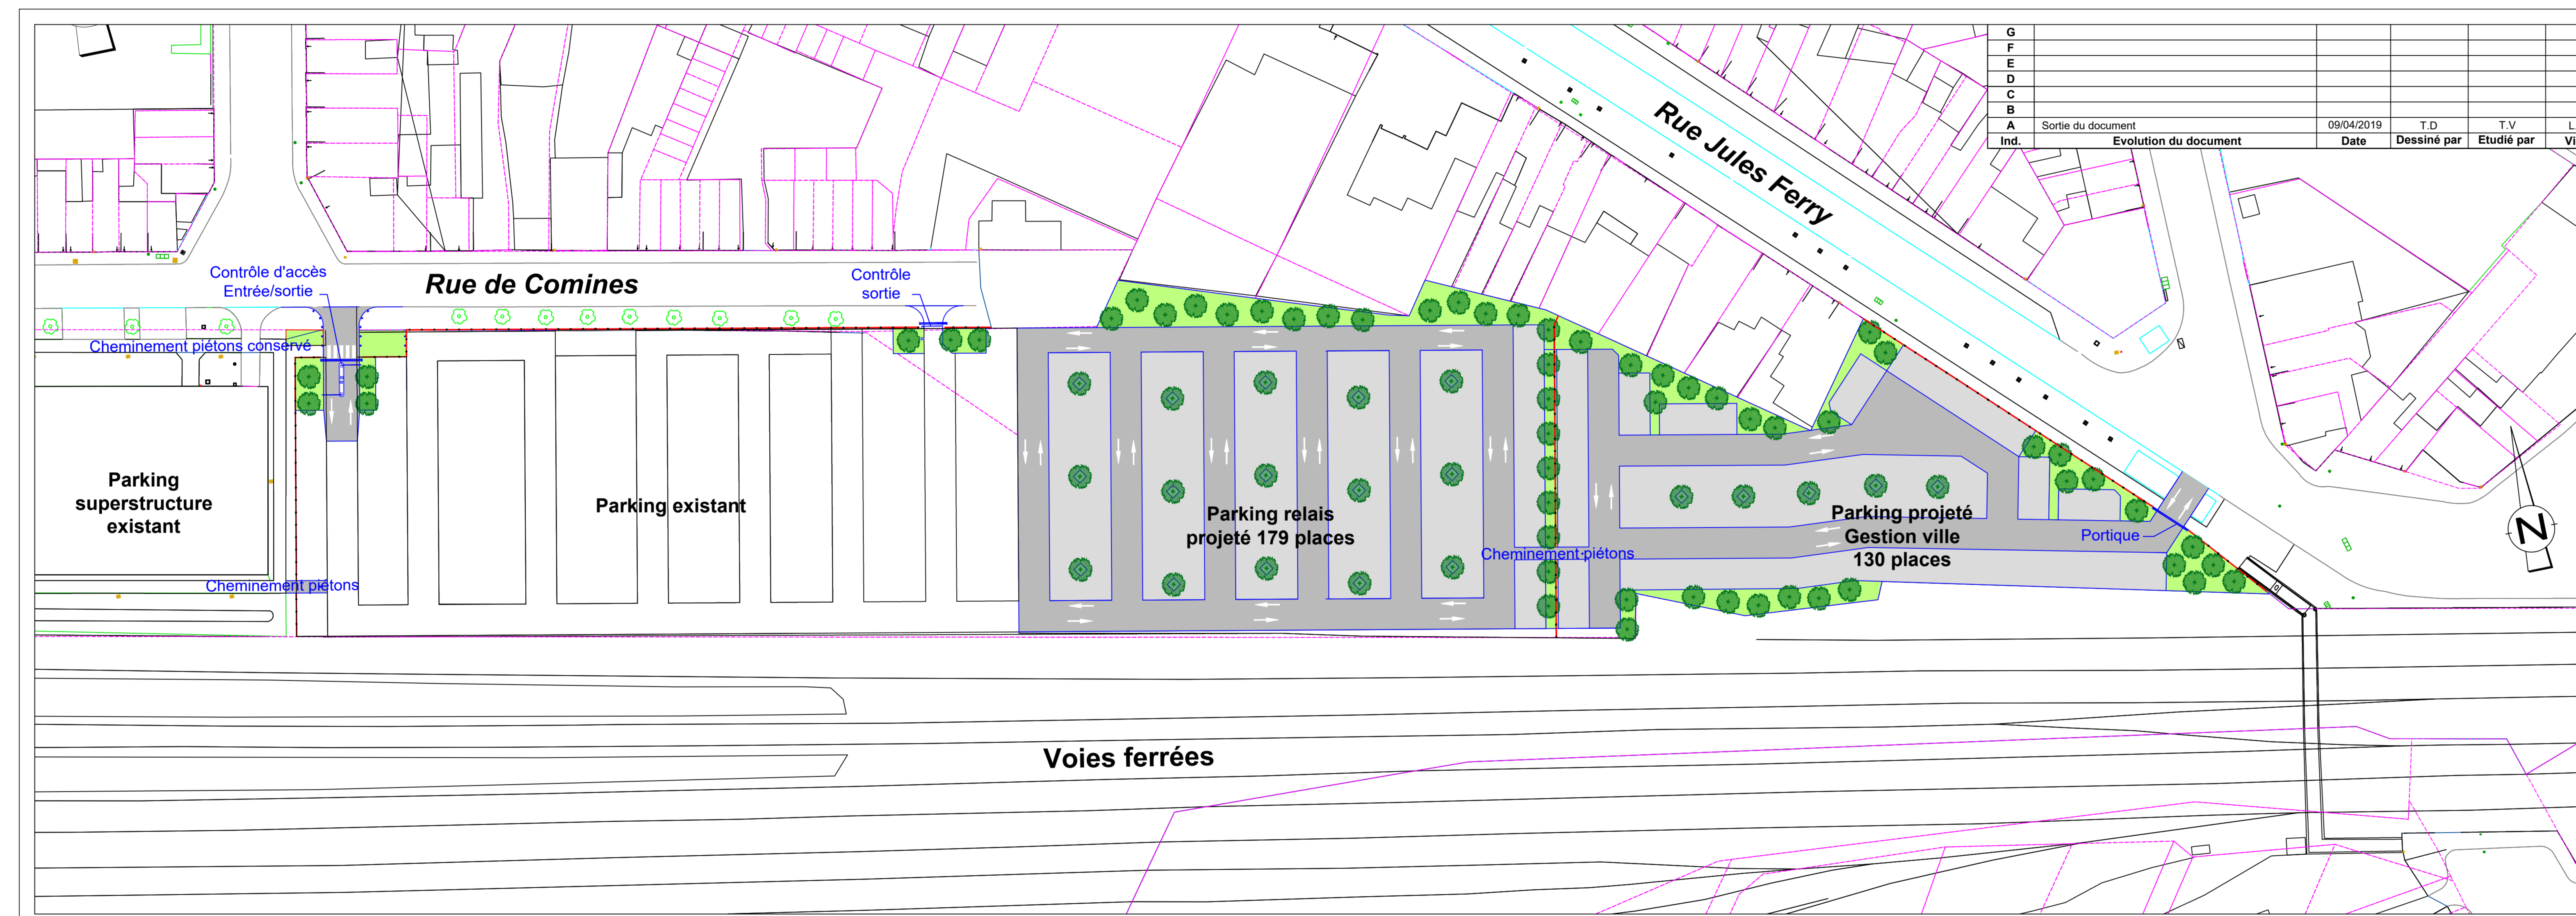 G
F
E
D
C
B
A Sortie du document 09/04/2019 T.D T.V
Ind. Evolution du document Date Dessiné par Etudié par
Rue Jules Ferry
Contrôle d'accès
Entrée/sortie
Rue de Comines
Contrôle
sortie
Cheminement piétons conservé
Parking
superstructure
existant
Parking existant
Parking relais
projeté 179 places
Cheminement piétons
Parking projeté
Gestion ville
130 places
Portique
N
Cheminement piétons
Voies ferrées